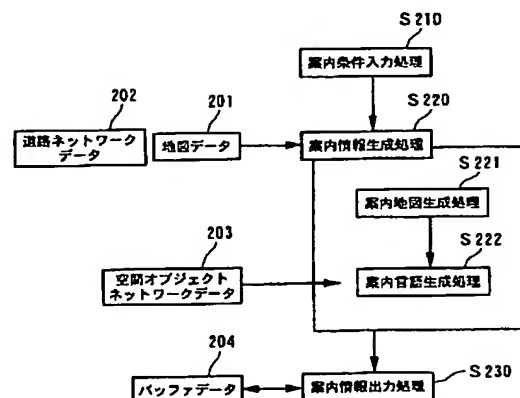 S210
案内条件入力処理
202
201
S220
道路ネットワーク
データ
地図データ
案内情報生成処理
S221
案内地図生成処理
203
S222
空間オブジェクト
ネットワークデータ
案内言語生成処理
204
S230
バッファデータ
案内情報出力処理